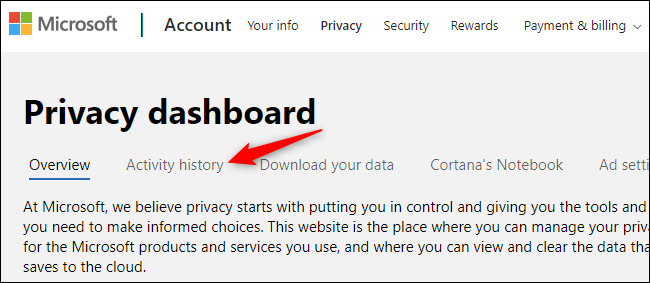 Microsoft Account Your info Privacy Security Rewards Payment & billing
Privacy dashboard
Overview Activity history Download your data Cortana's Notebook Ad setti
At Microsoft, we believe privacy starts with putting you in control and giving you the tools and
you need to make informed choices. This website is the place where you can manage your priva
for the Microsoft products and services you use, and where you can view and clear the data tha
saves to the cloud.